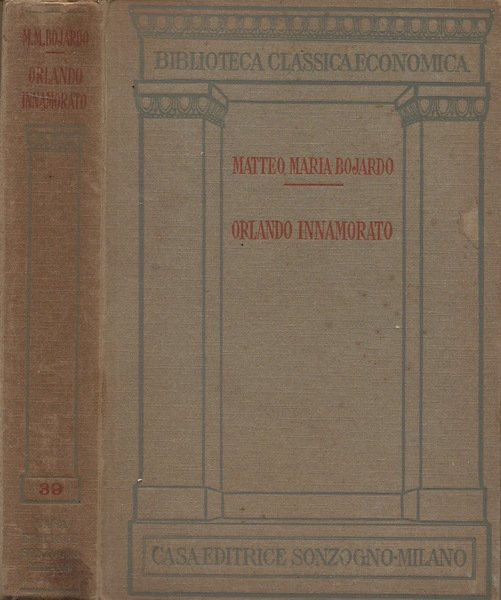 M.M.BOJARDO
ORLANDO
INNAMORATO
39
BIBLIOTECA CLASSICA ECONOMICA
MATTEO MARIA BOJARDO
ORLANDO INNAMORATO
CASA EDITRICE SONZOGNO-MILANO